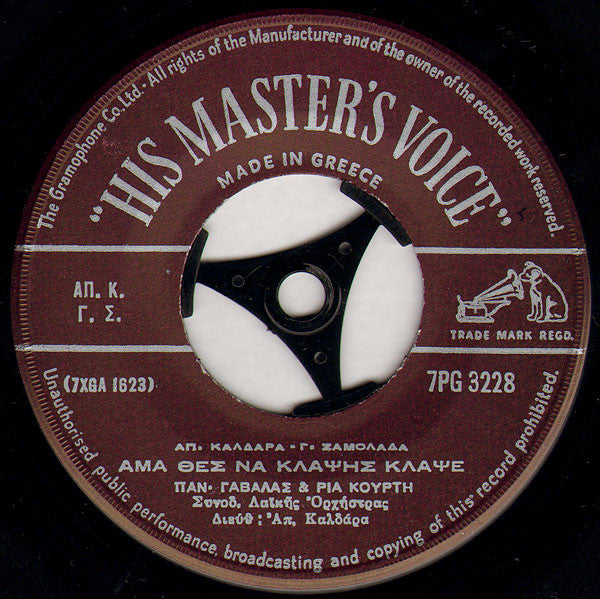 The Gramophone Co. Ltd. - All rights of the Manufacturer and of the owner of the recorded work reserved.
"HIS MASTER'S VOICE"
MADE IN GREECE
ΑΠ. Κ.
Γ. Σ.
TRADE MARK REGD.
(7XGA 1623)
7PG 3228
ΑΠ. ΚΑΛΔΑΡΑ - Γ. ΣΑΜΟΛΑΔΑ
ΑΜΑ ΘΕΣ ΝΑ ΚΛΑΨΗΣ ΚΛΑΨΕ
ΠΑΝ. ΓΑΒΑΛΑΣ & ΡΙΑ ΚΟΥΡΤΗ
Συνοδ. Λαϊκῆς Ὀρχήστρας
Διευθ: Ἀπ. Καλδάρα
Unauthorised public performance, broadcasting and copying of this record prohibited.